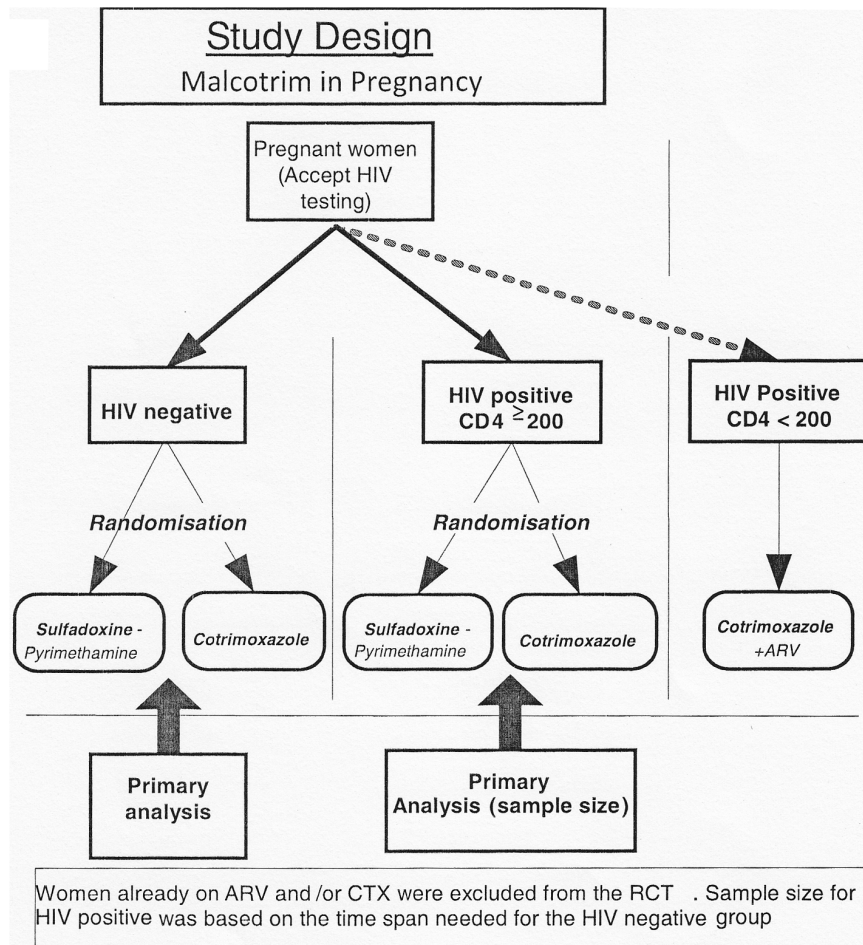 Study Design
Malcotrim in Pregnancy
Pregnant women
(Accept HIV
testing)
HIV negative
HIV positive
CD4 ≥ 200
HIV Positive
CD4 < 200
Randomisation
Randomisation
Sulfadoxine -
Pyrimethamine
Cotrimoxazole
Sulfadoxine -
Pyrimethamine
Cotrimoxazole
Cotrimoxazole
+ARV
Primary
analysis
Primary
Analysis (sample size)
Women already on ARV and /or CTX were excluded from the RCT . Sample size for
HIV positive was based on the time span needed for the HIV negative group